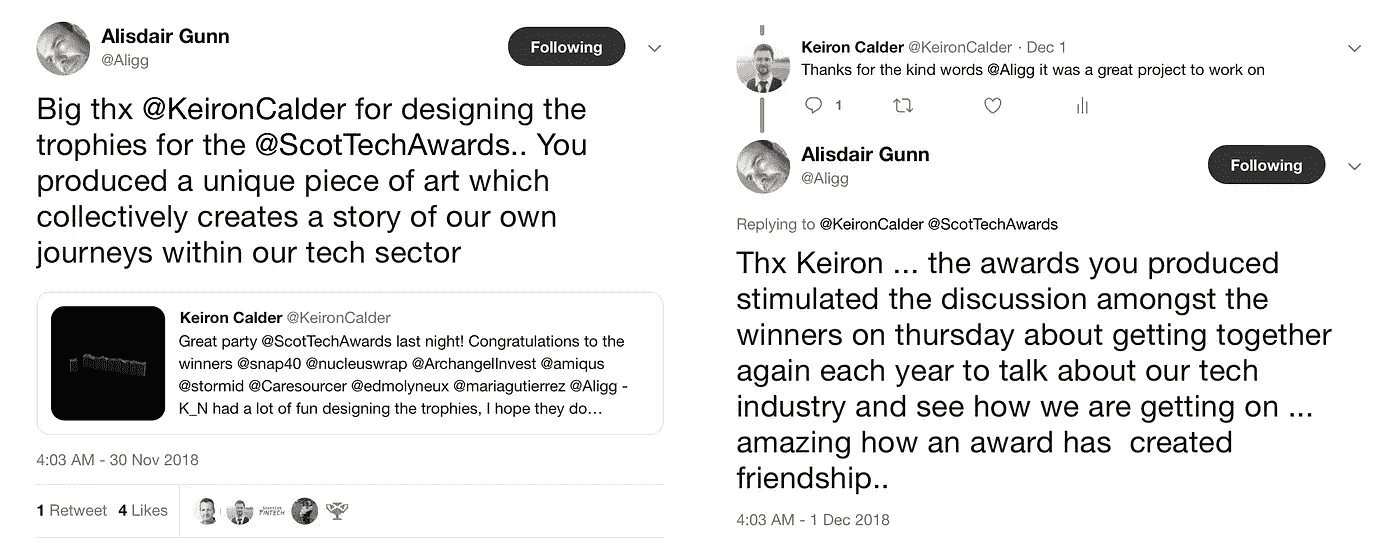 Alisdair Gunn
@Aligg
Following
Big thx @KeironCalder for designing the
trophies for the @ScotTechAwards.. You
produced a unique piece of art which
collectively creates a story of our own
journeys within our tech sector
Keiron Calder @KeironCalder
Great party @ScotTechAwards last night! Congratulations to the
winners @snap40 @nucleuswrap @ArchangelInvest @amiqus
@stormid @Caresourcer @edmolyneux @mariagutierrez @Aligg -
K_N had a lot of fun designing the trophies, I hope they do...
4:03 AM - 30 Nov 2018
1 Retweet 4 Likes
FINTECH
Keiron Calder @KeironCalder · Dec 1
Thanks for the kind words @Aligg it was a great project to work on
1
Alisdair Gunn
@Aligg
Following
Replying to @KeironCalder @ScotTechAwards
Thx Keiron ... the awards you produced
stimulated the discussion amongst the
winners on thursday about getting together
again each year to talk about our tech
industry and see how we are getting on ...
amazing how an award has  created
friendship..
4:03 AM - 1 Dec 2018